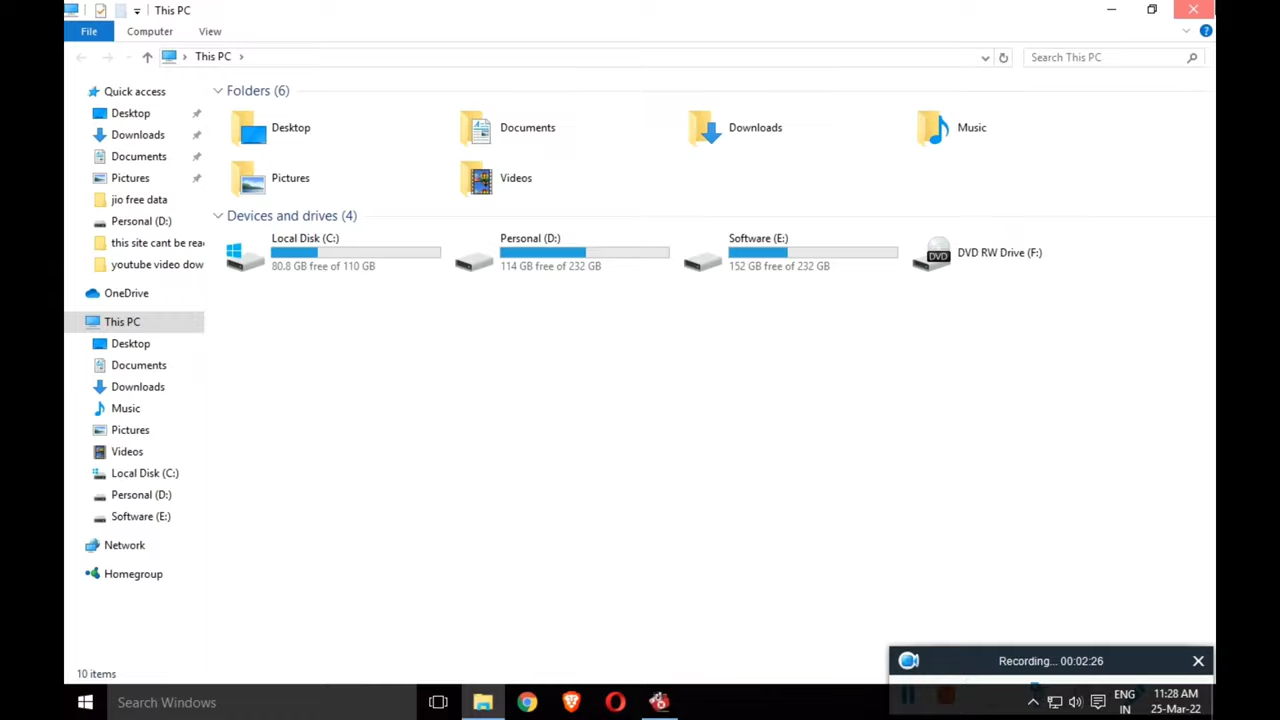 This PC
File Computer View
This PC
Search This PC
Quick access
Desktop
Downloads
Documents
Pictures
jio free data
Personal (D:)
this site cant be rea
youtube video dow
OneDrive
This PC
Desktop
Documents
Downloads
Music
Pictures
Videos
Local Disk (C:)
Personal (D:)
Software (E:)
Network
Homegroup
Folders (6)
Desktop Documents Downloads Music
Pictures Videos
Devices and drives (4)
Local Disk (C:)
80.8 GB free of 110 GB
Personal (D:)
114 GB free of 232 GB
Software (E:)
152 GB free of 232 GB
DVD
DVD RW Drive (F:)
10 items
Recording... 00:02:26
Search Windows
ENG
IN
11:28 AM
25-Mar-22